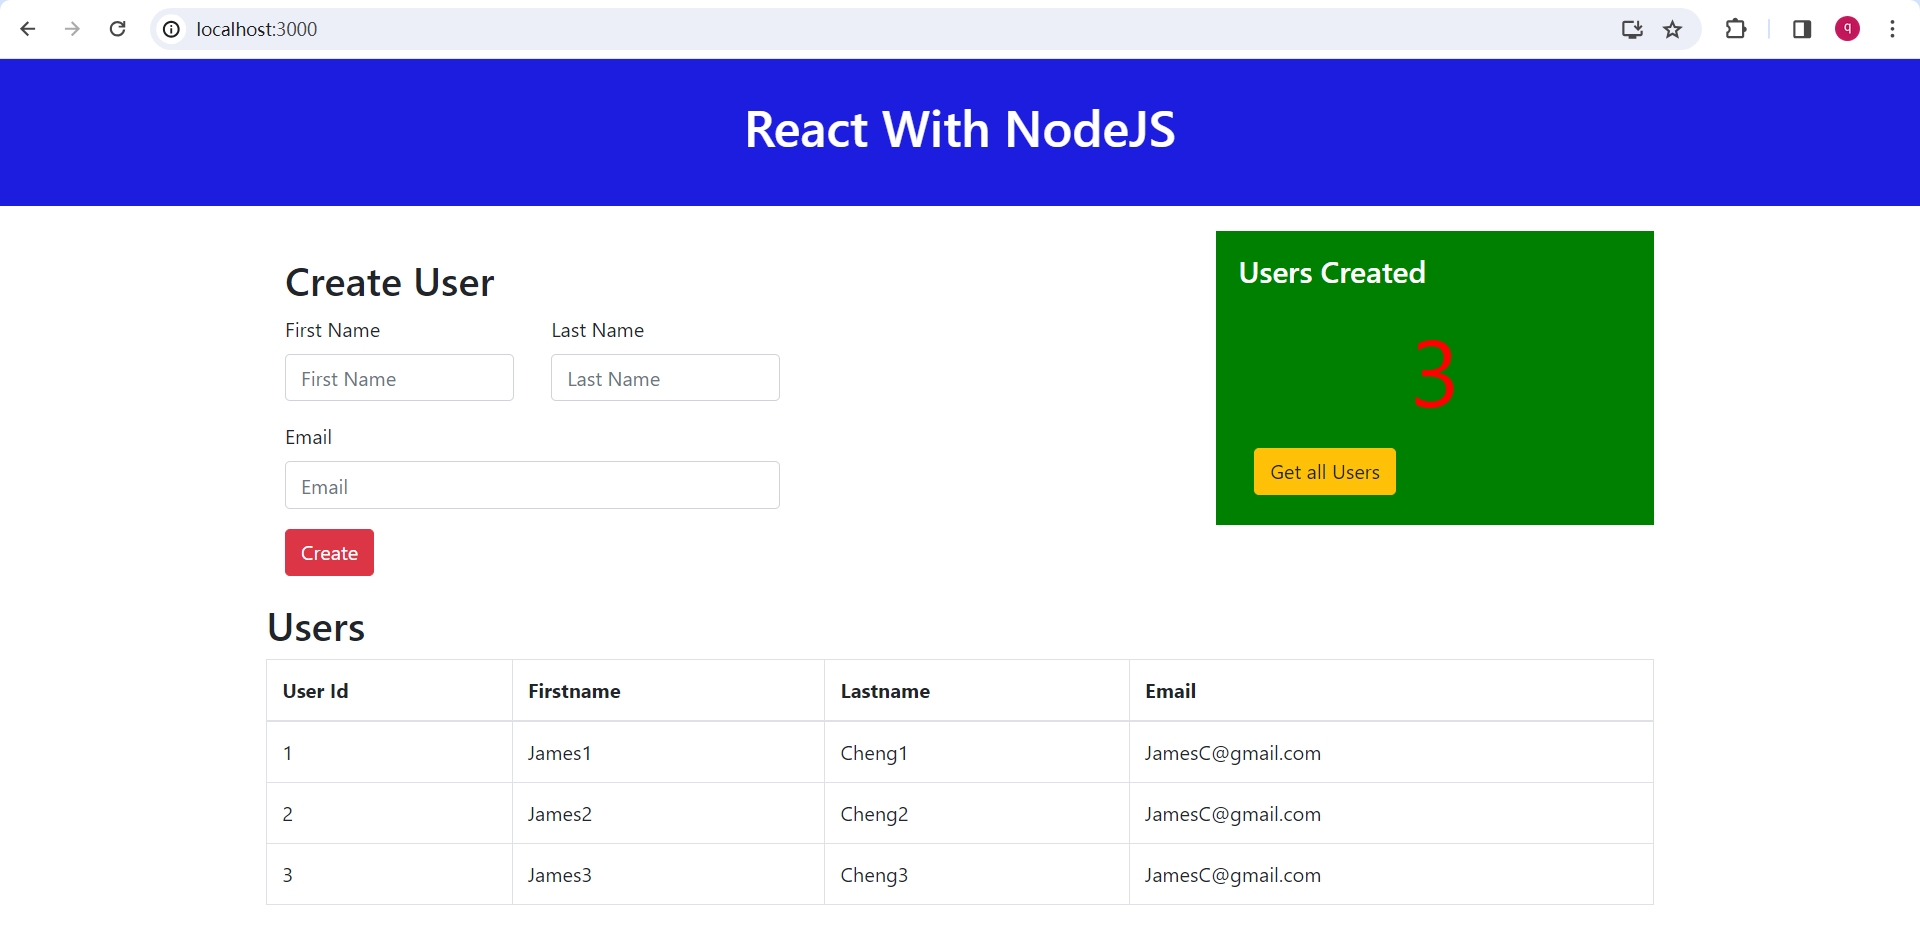 localhost:3000
q
React With NodeJS
Create User
First Name Last Name
First Name Last Name
Email
Email
Create
Users Created
3
Get all Users
Users
User Id Firstname Lastname Email
1 James1 Cheng1 JamesC@gmail.com
2 James2 Cheng2 JamesC@gmail.com
3 James3 Cheng3 JamesC@gmail.com